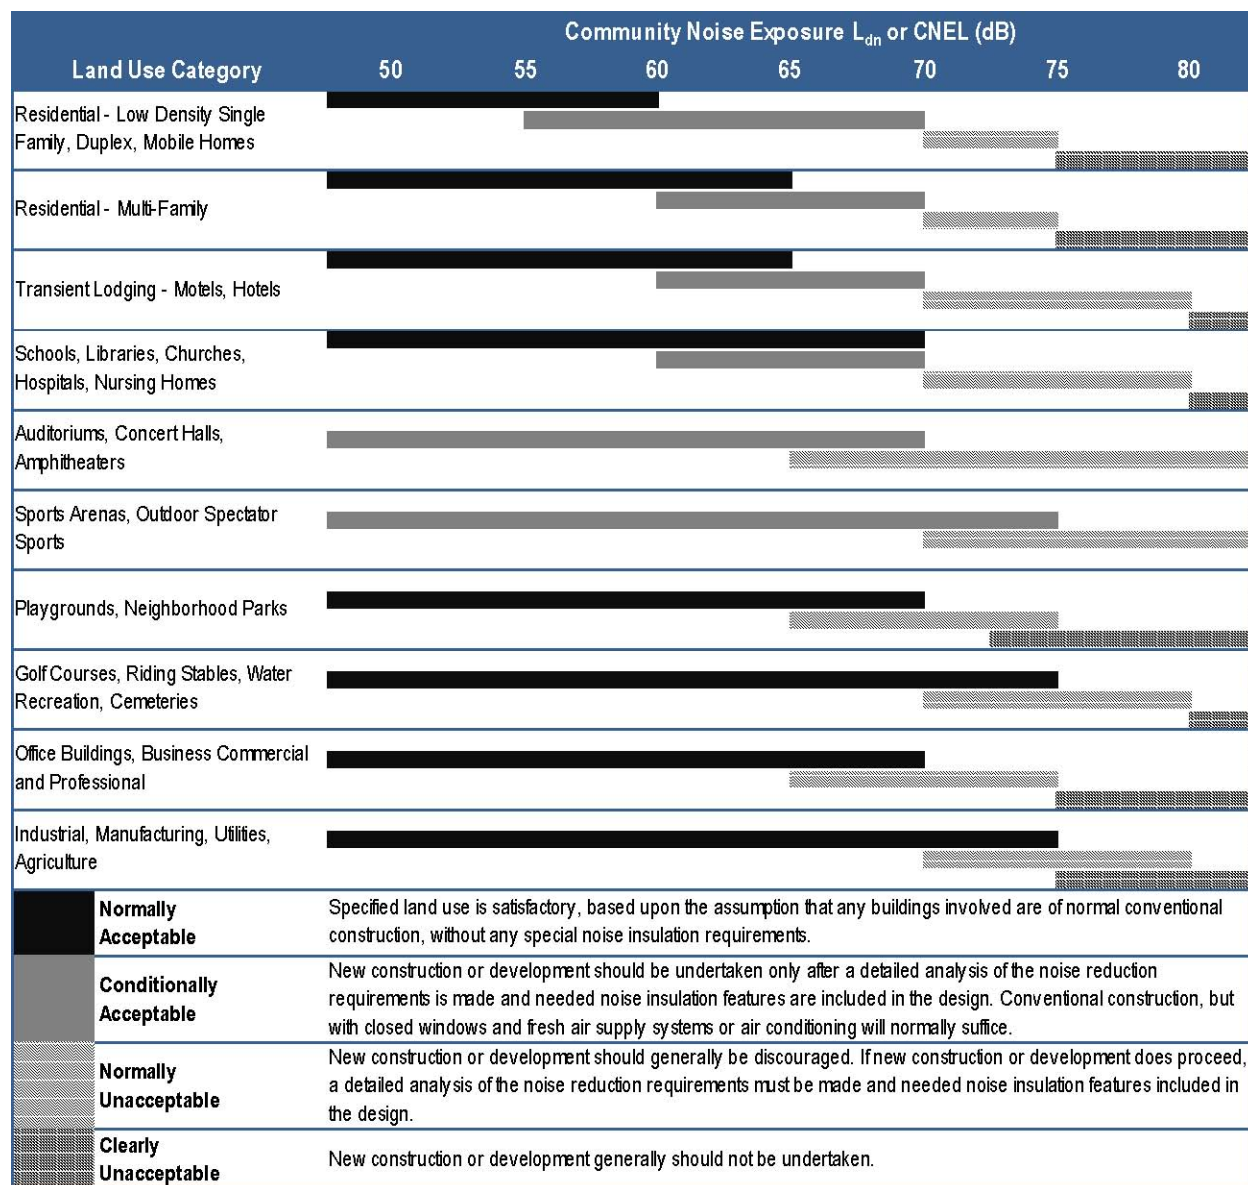 Community Noise Exposure Ldn or CNEL (dB)
Land Use Category 50 55 60 65 70 75 80
Residential - Low Density Single
Family, Duplex, Mobile Homes
Residential - Multi-Family
Transient Lodging - Motels, Hotels
Schools, Libraries, Churches,
Hospitals, Nursing Homes
Auditoriums, Concert Halls,
Amphitheaters
Sports Arenas, Outdoor Spectator
Sports
Playgrounds, Neighborhood Parks
Golf Courses, Riding Stables, Water
Recreation, Cemeteries
Office Buildings, Business Commercial
and Professional
Industrial, Manufacturing, Utilities,
Agriculture
Normally
Acceptable
Specified land use is satisfactory, based upon the assumption that any buildings involved are of normal conventional
construction, without any special noise insulation requirements.
Conditionally
Acceptable
New construction or development should be undertaken only after a detailed analysis of the noise reduction
requirements is made and needed noise insulation features are included in the design. Conventional construction, but
with closed windows and fresh air supply systems or air conditioning will normally suffice.
Normally
Unacceptable
New construction or development should generally be discouraged. If new construction or development does proceed,
a detailed analysis of the noise reduction requirements must be made and needed noise insulation features included in
the design.
Clearly
Unacceptable
New construction or development generally should not be undertaken.